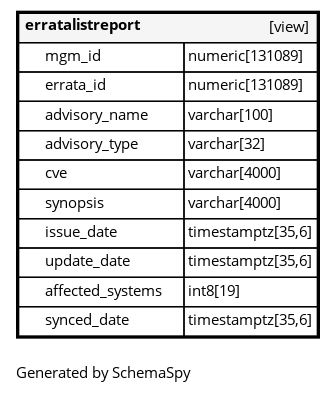 erratalistreport [view]
mgm_id numeric[131089]
errata_id numeric[131089]
advisory_name varchar[100]
advisory_type varchar[32]
cve varchar[4000]
synopsis varchar[4000]
issue_date timestamptz[35,6]
update_date timestamptz[35,6]
affected_systems int8[19]
synced_date timestamptz[35,6]
Generated by SchemaSpy